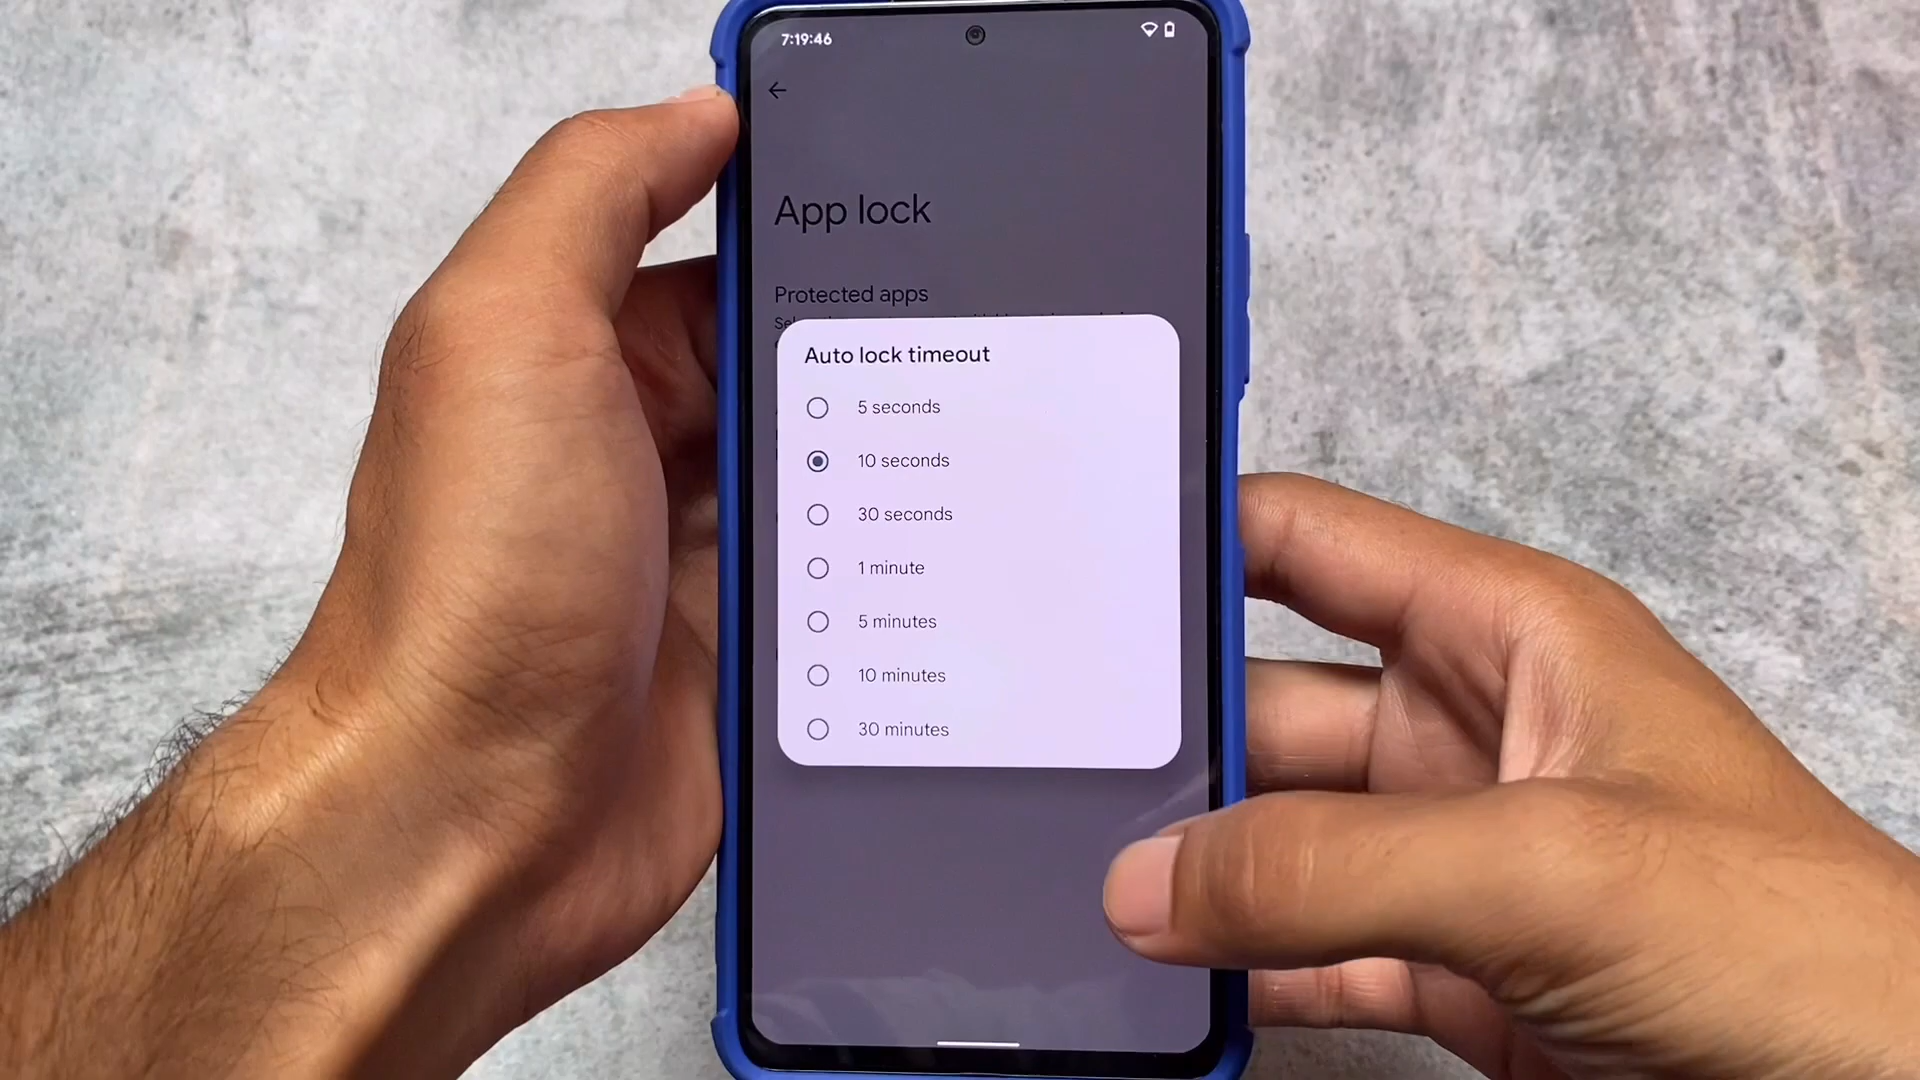 7:19:46
App lock
Protected apps
Auto lock timeout
5 seconds
10 seconds
30 seconds
1 minute
5 minutes
10 minutes
30 minutes